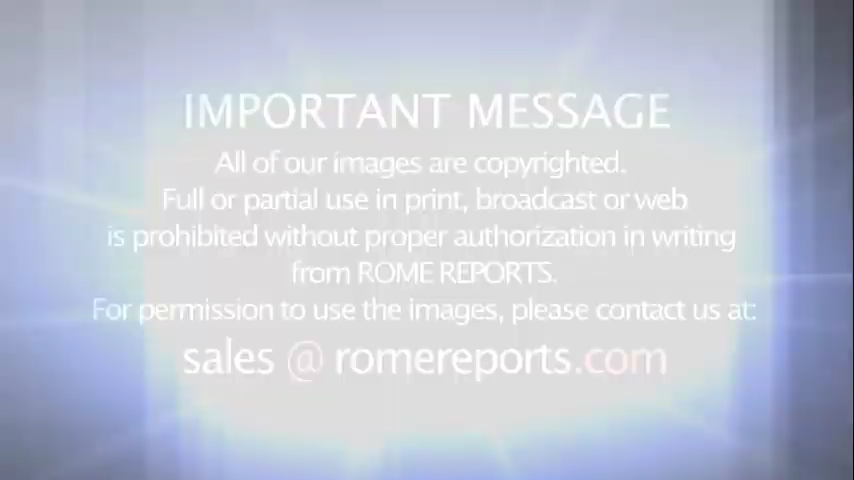 IMPORTANT MESSAGE
All of our images are copyrighted.
Full or partial use in print, broadcast or web
is prohibited without proper authorization in writing
from ROME REPORTS.
For permission to use the images, please contact us at:
sales @ romereports.com